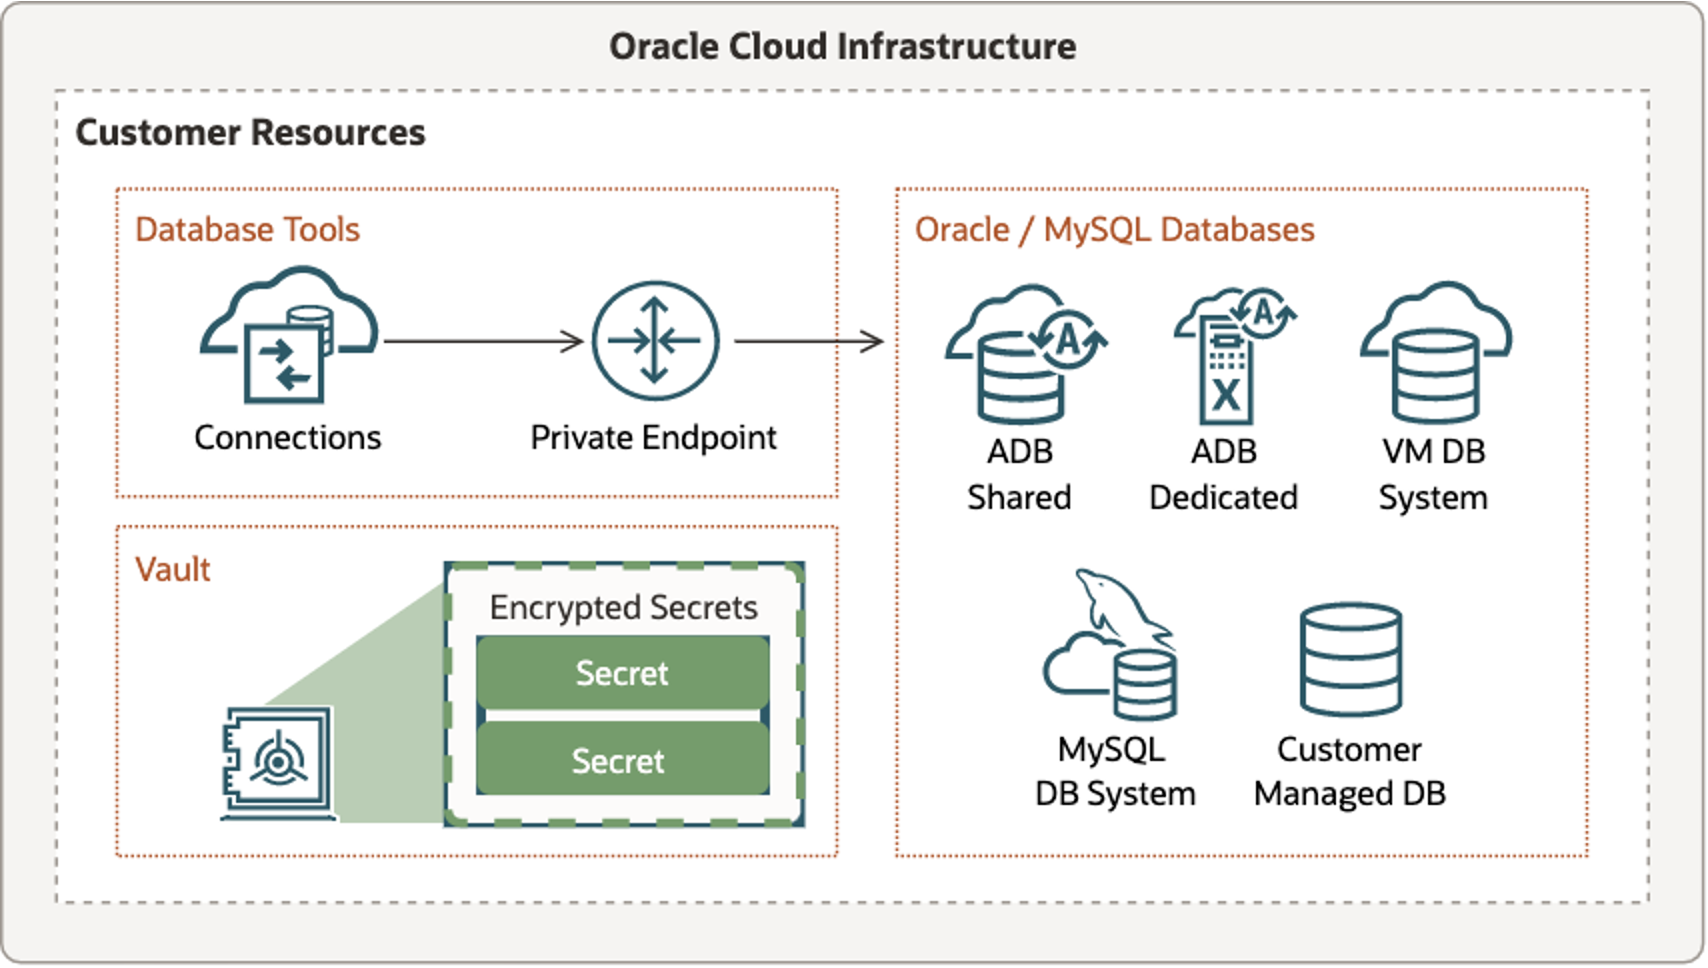 Oracle Cloud Infrastructure
Customer Resources
Database Tools
Connections
Private Endpoint
Vault
Encrypted Secrets
Secret
Secret
Oracle / MySQL Databases
A
ADB
Shared
A
X
ADB
Dedicated
VM DB
System
MySQL
DB System
Customer
Managed DB